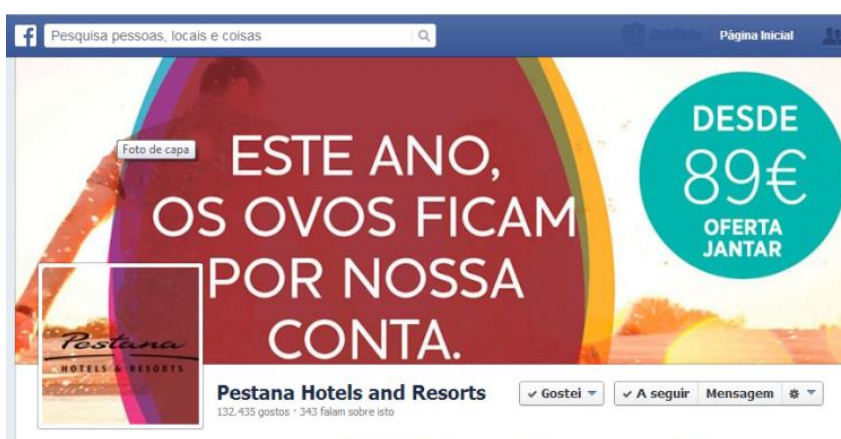 f
Pesquisa pessoas, locais e coisas
Página Inicial
Foto de capa
ESTE ANO,
OS OVOS FICAM
POR NOSSA
CONTA.
DESDE
89€
OFERTA
JANTAR
Pestana
HOTELS & RESORTS
Pestana Hotels and Resorts
132.435 gostos · 343 falam sobre isto
✓ Gostei
✓ A seguir
Mensagem